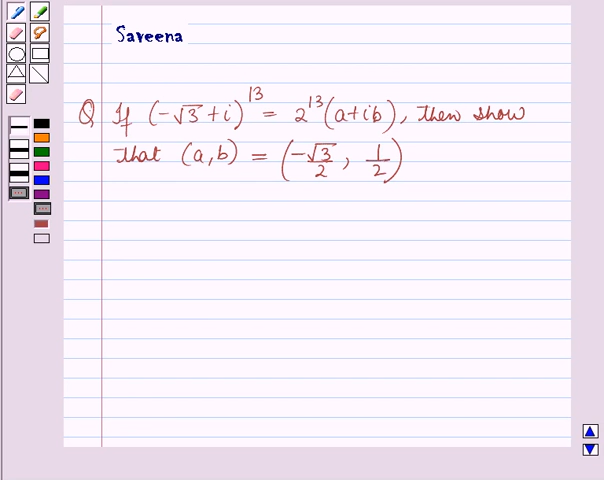 Saveena
Q If (-√3+i)^13 = 2^13(a+ib), then show
that (a,b) = (-√3/2, 1/2)